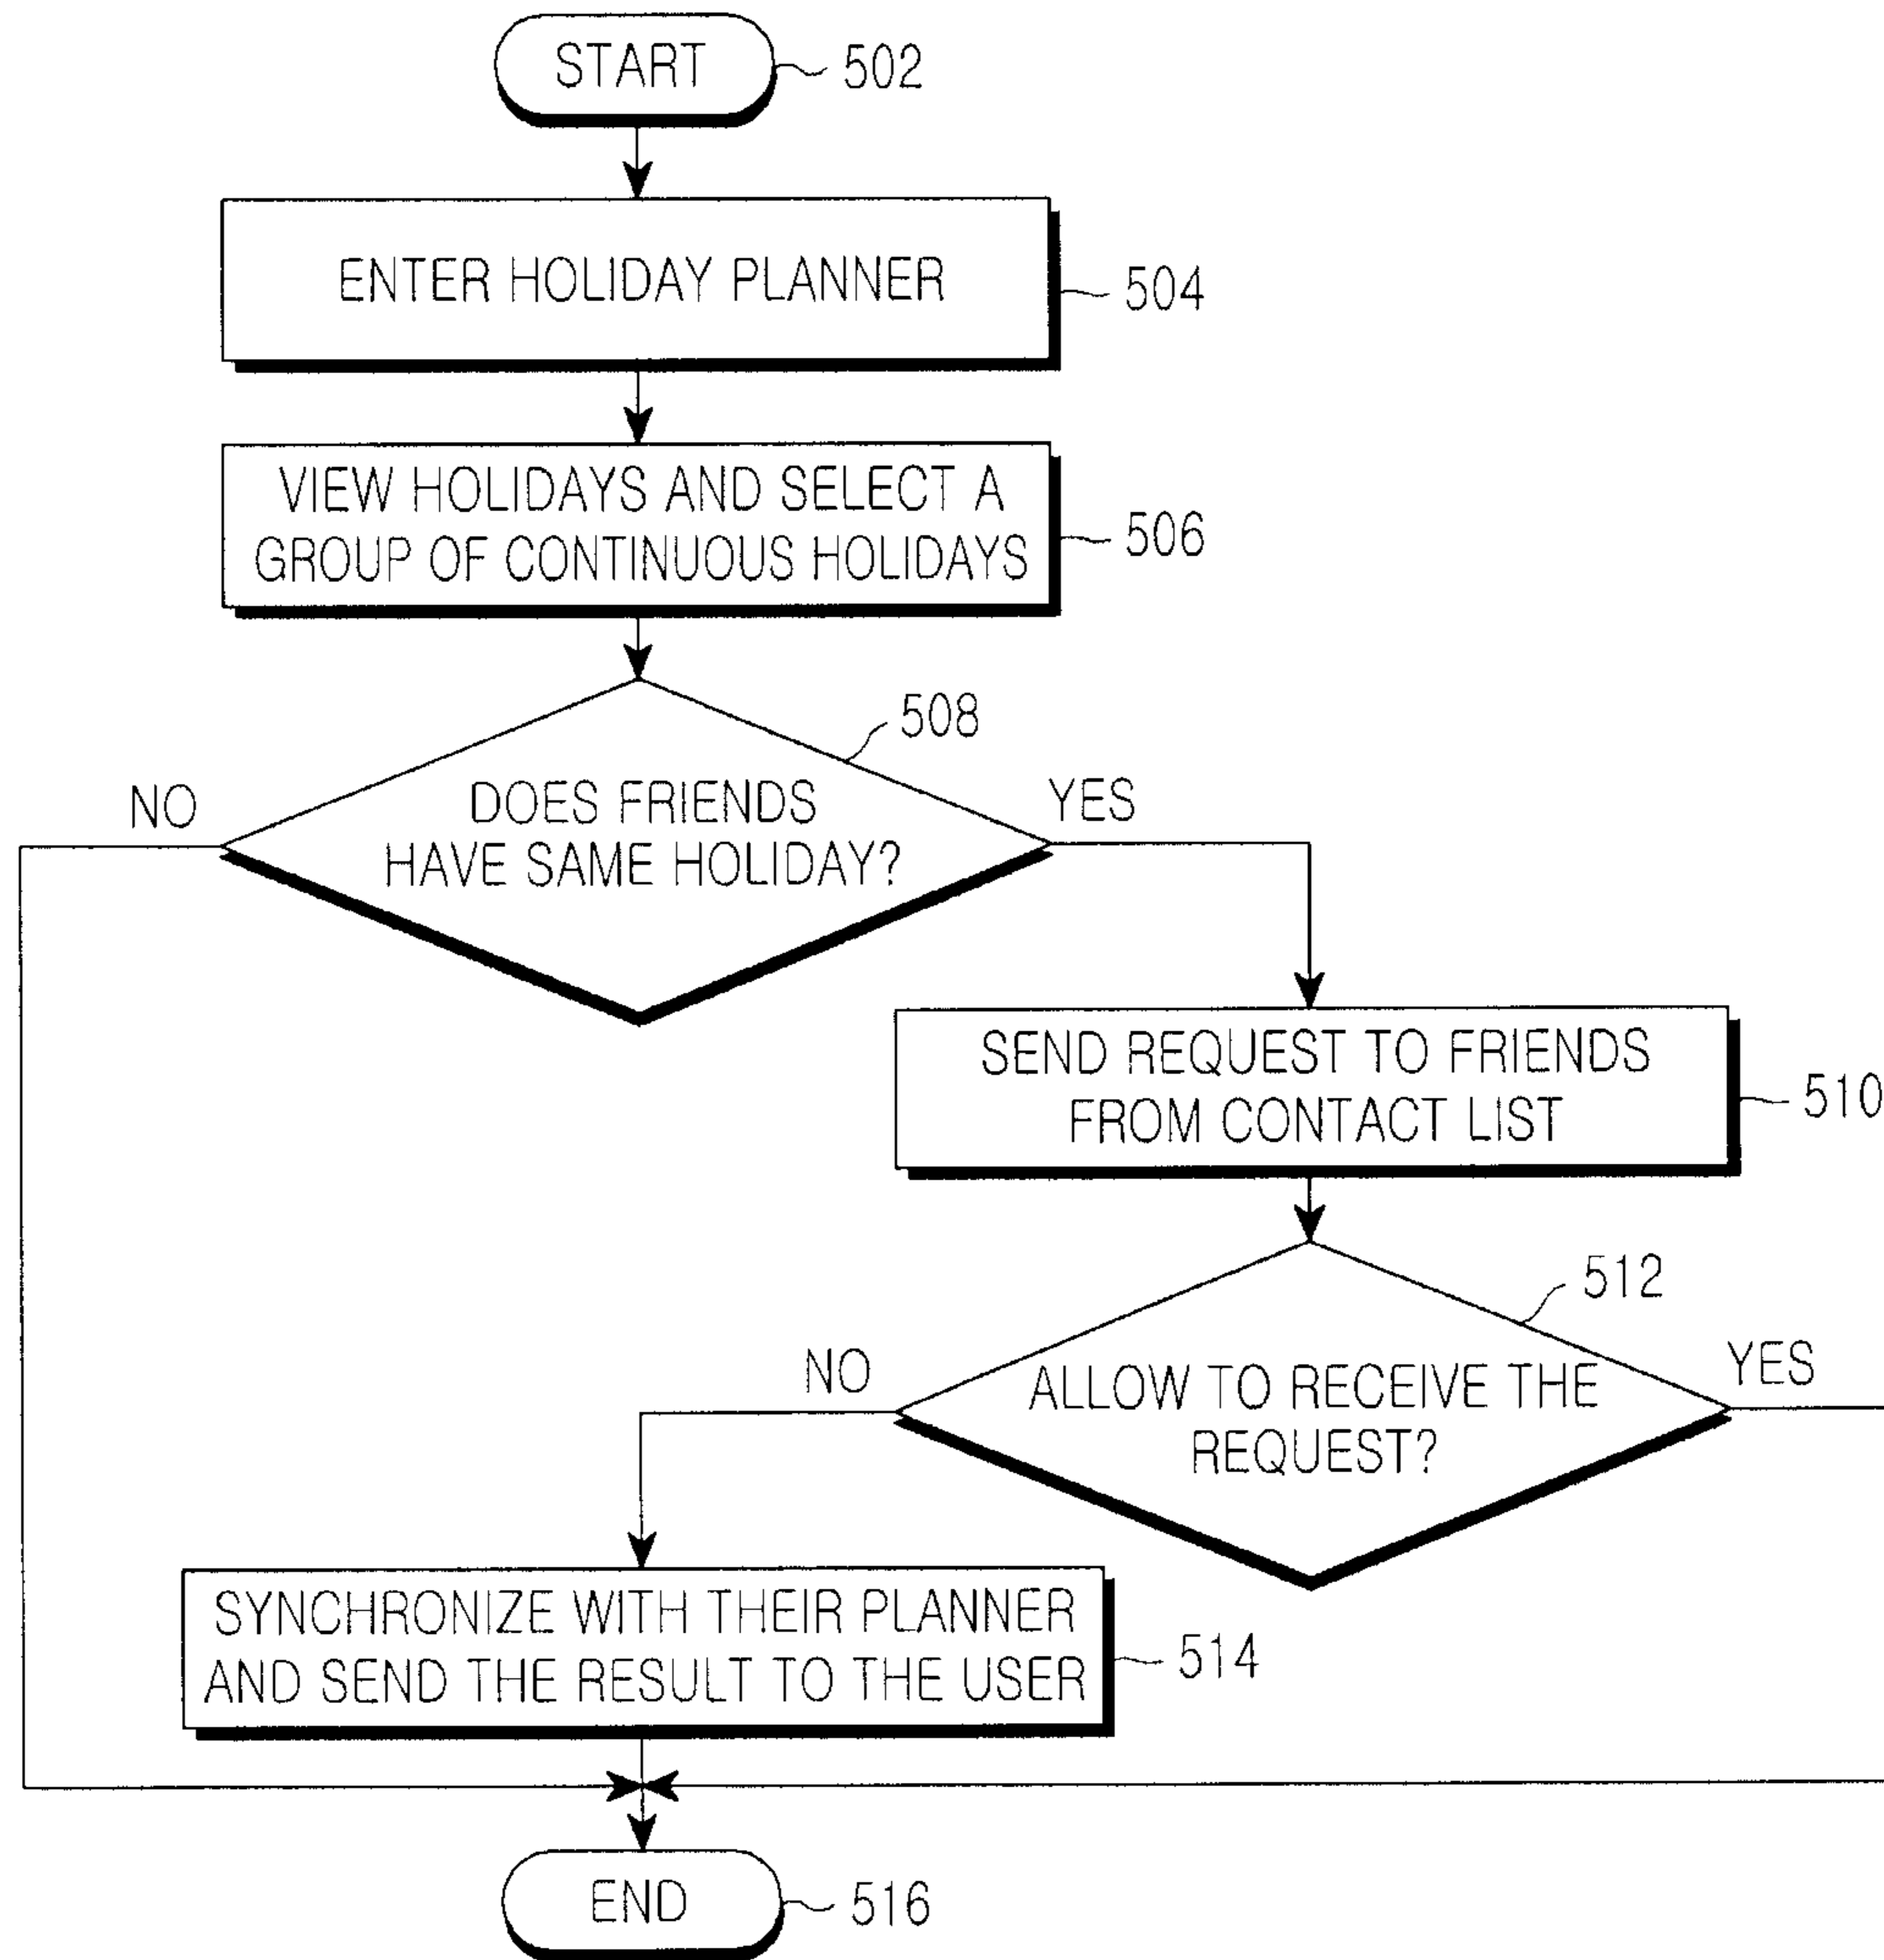 START
502
ENTER HOLIDAY PLANNER
504
VIEW HOLIDAYS AND SELECT A
GROUP OF CONTINUOUS HOLIDAYS
506
508
NO
DOES FRIENDS
HAVE SAME HOLIDAY?
YES
SEND REQUEST TO FRIENDS
FROM CONTACT LIST
510
512
NO
ALLOW TO RECEIVE THE
REQUEST?
YES
SYNCHRONIZE WITH THEIR PLANNER
AND SEND THE RESULT TO THE USER
514
END
516